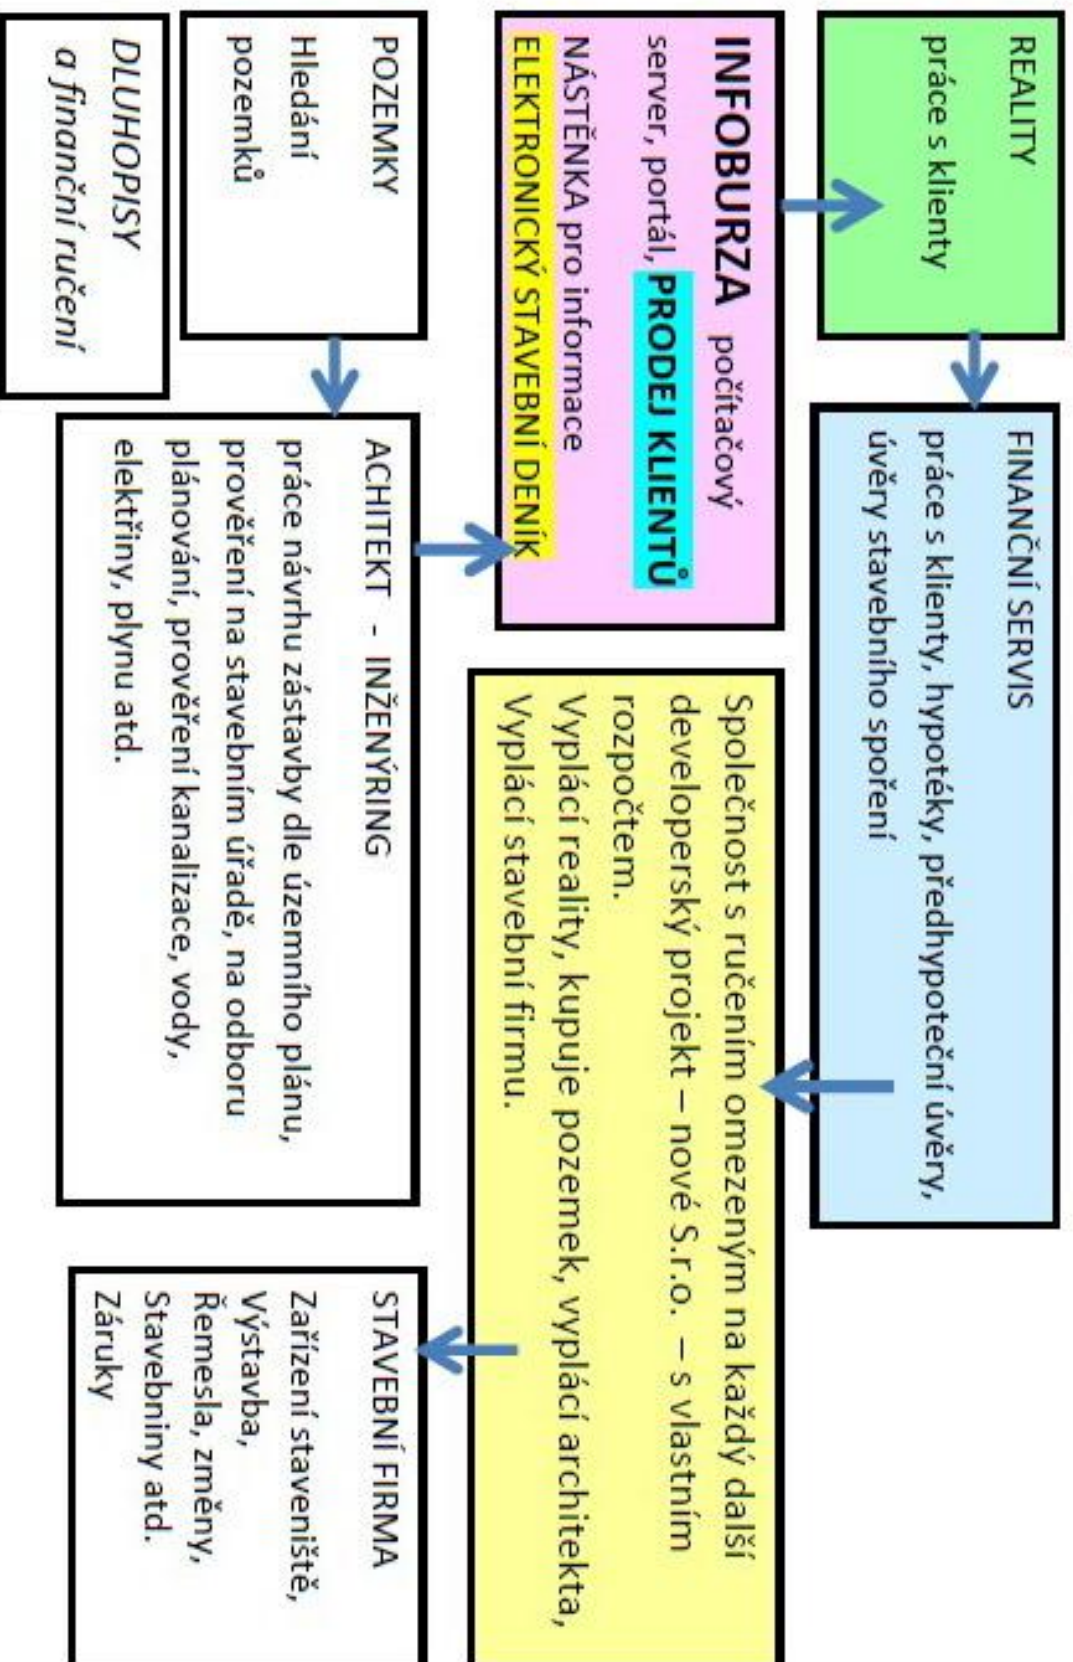 REALITY
práce s klienty
FINANČNÍ SERVIS
práce s klienty, hypotéky, předhypoteční úvěry,
úvěry stavebního spoření
INFOBURZA počítačový
server, portál, PRODEJ KLIENTŮ
NÁSTĚNKA pro informace
ELEKTRONICKÝ STAVEBNÍ DENÍK
Společnost s ručením omezeným na každý další
developerský projekt – nové S.r.o. – s vlastním
rozpočtem.
Vyplácí reality, kupuje pozemek, vyplácí architekta,
Vyplácí stavební firmu.
POZEMKY
Hledání
pozemků
ACHITEKT - INŽENÝRING
práce návrhu zástavby dle územního plánu,
prověření na stavebním úřadě, na odboru
plánování, prověření kanalizace, vody,
elektřiny, plynu atd.
STAVEBNÍ FIRMA
Zařízení staveniště,
Výstavba,
Řemesla, změny,
Stavebniny atd.
Záruky
DLUHOPISY
a finanční ručení